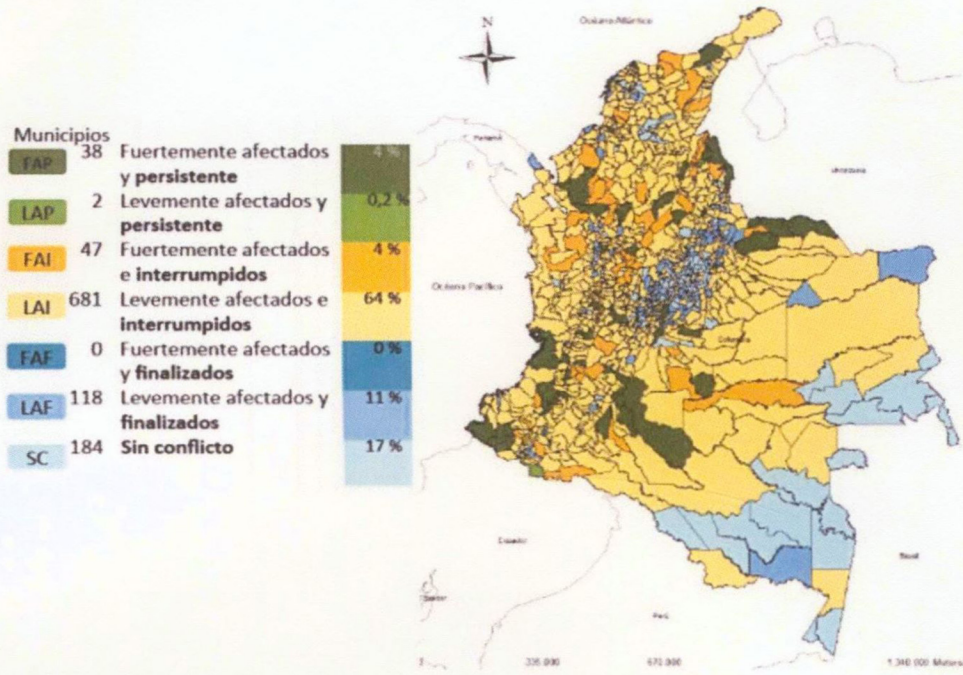 Municipios
FAP 38 Fuertemente afectados 4 %
y persistente
LAP 2 Levemente afectados y 0,2 %
persistente
FAI 47 Fuertemente afectados 4 %
e interrumpidos
LAI 681 Levemente afectados e 64 %
interrumpidos
FAF 0 Fuertemente afectados 0 %
y finalizados
LAF 118 Levemente afectados y 11 %
finalizados
SC 184 Sin conflicto 17 %
N
Océano Atlántico
Panamá
Venezuela
Océano Pacífico
Colombia
Ecuador
Brasil
Perú
335.000 670.000 1.340.000 Meters